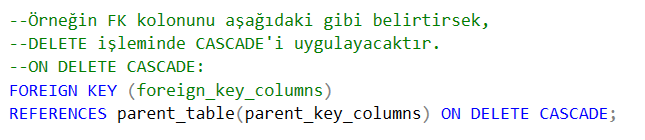 --Örneğin FK kolonunu aşağıdaki gibi belirtirsek,
--DELETE işleminde CASCADE'i uygulayacaktır.
--ON DELETE CASCADE:
FOREIGN KEY (foreign_key_columns)
REFERENCES parent_table(parent_key_columns) ON DELETE CASCADE;